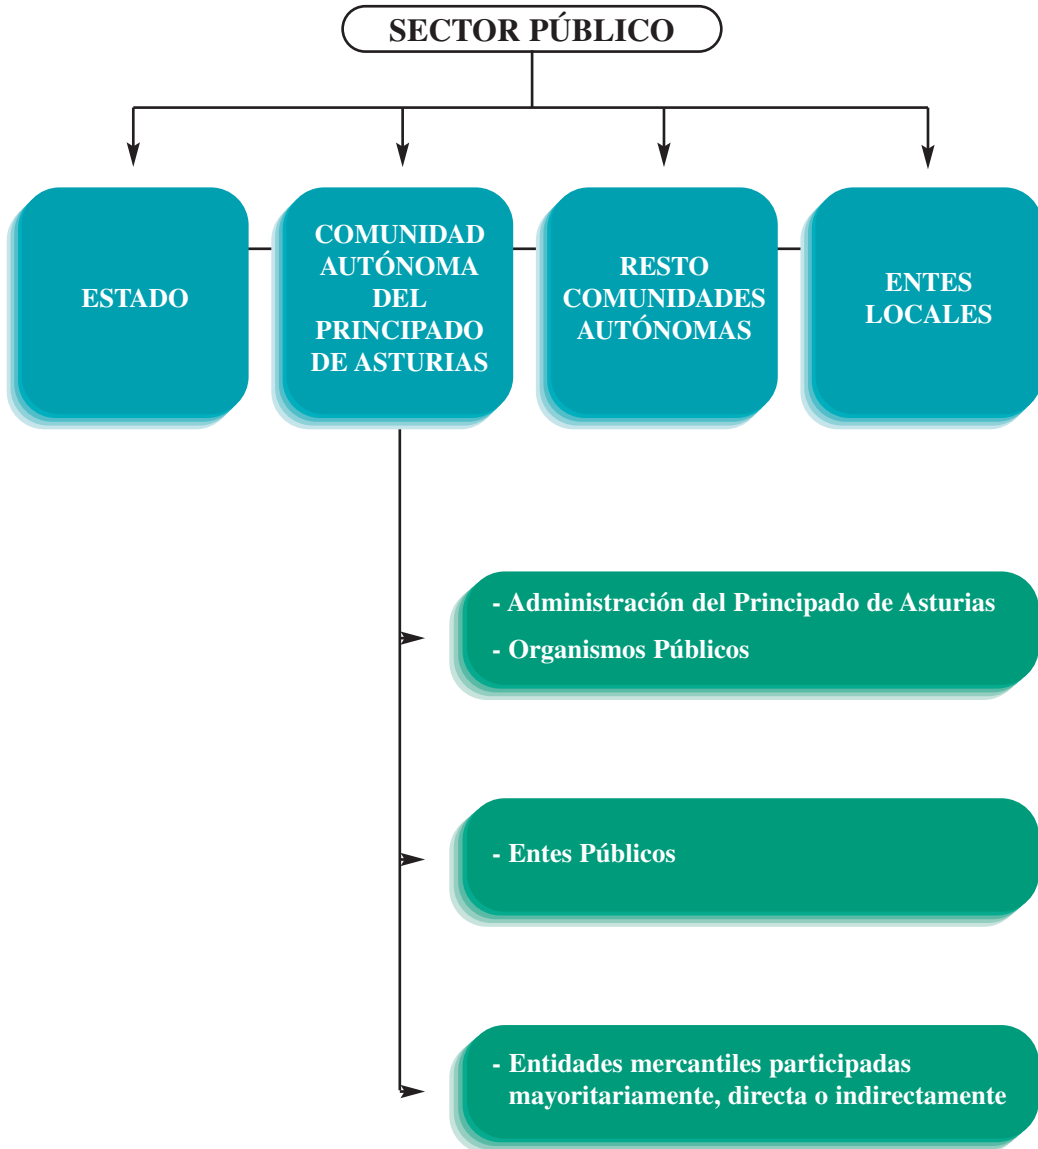 SECTOR PÚBLICO
ESTADO
COMUNIDAD
AUTÓNOMA
DEL
PRINCIPADO
DE ASTURIAS
RESTO
COMUNIDADES
AUTÓNOMAS
ENTES
LOCALES
- Administración del Principado de Asturias
- Organismos Públicos
- Entes Públicos
- Entidades mercantiles participadas
mayoritariamente, directa o indirectamente